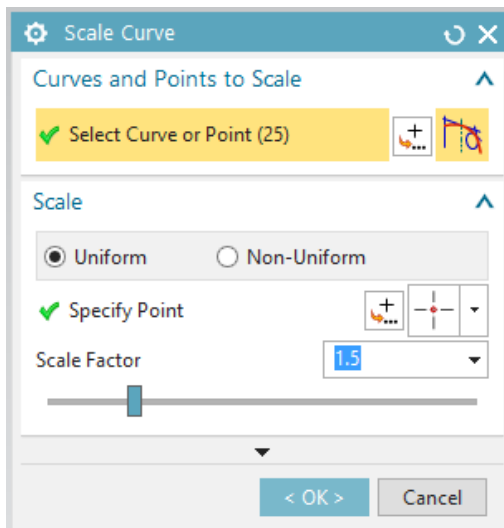 Scale Curve
Curves and Points to Scale
Select Curve or Point (25)
Scale
Uniform Non-Uniform
Specify Point
Scale Factor 1.5
< OK > Cancel